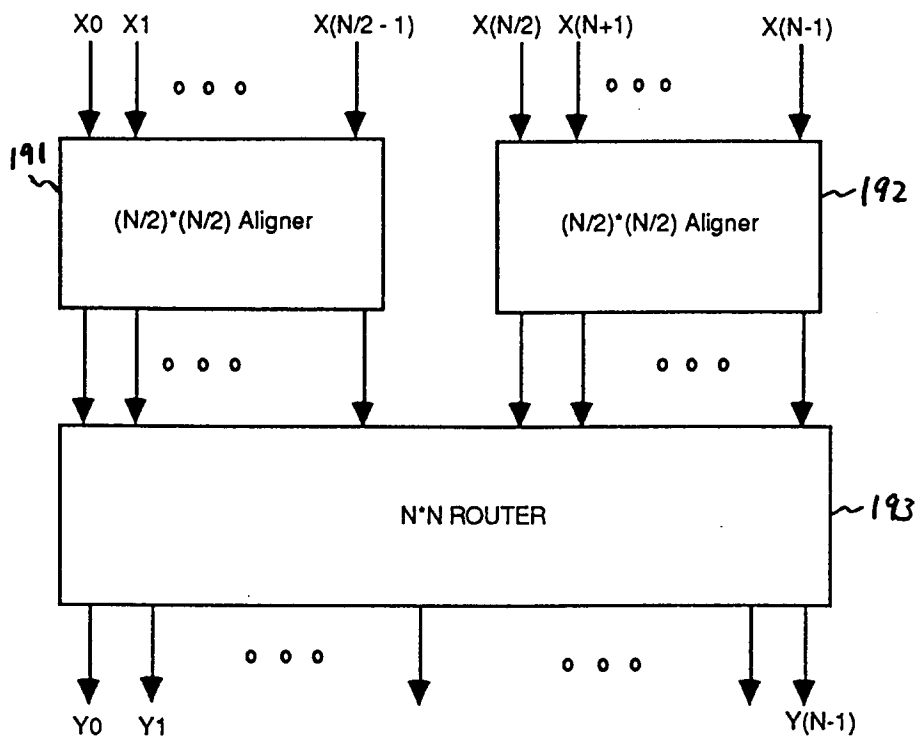 X0 X1 X(N/2 - 1) X(N/2) X(N+1) X(N-1)
191
(N/2)*(N/2) Aligner
(N/2)*(N/2) Aligner
192
N*N ROUTER
193
Y0 Y1 Y(N-1)